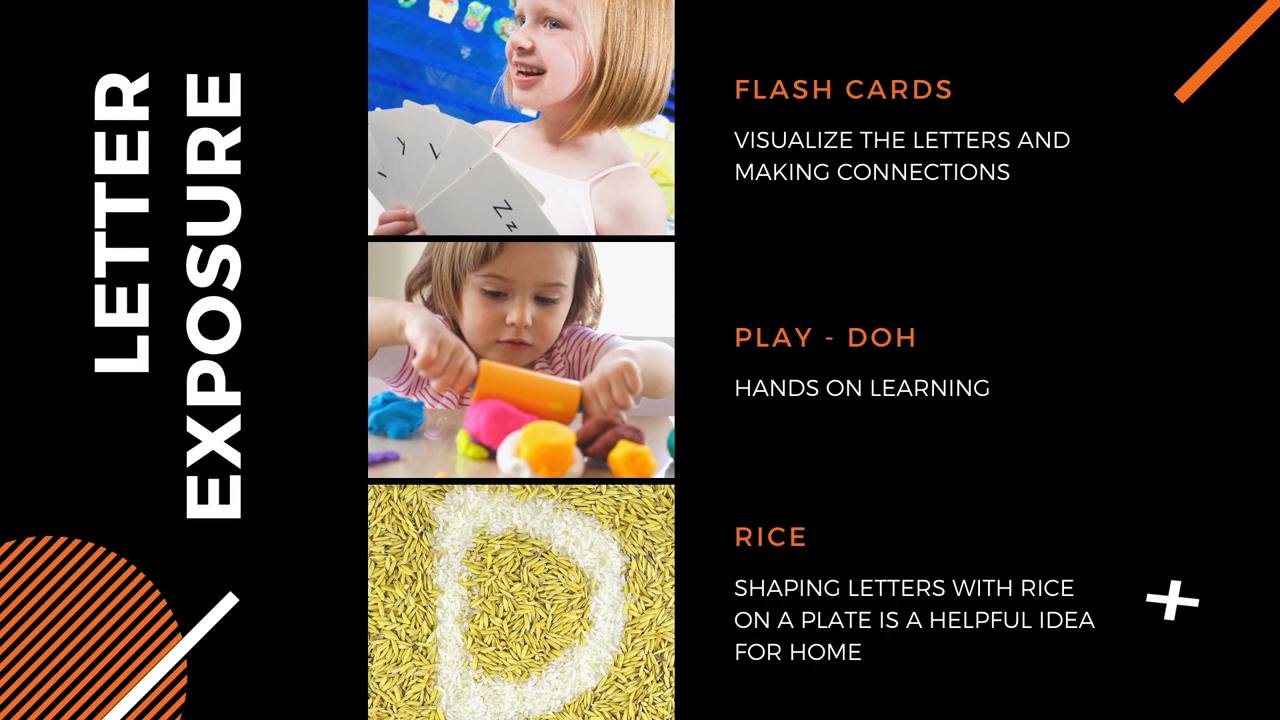 LETTER
EXPOSURE
Y
Z
Zz
FLASH CARDS
VISUALIZE THE LETTERS AND
MAKING CONNECTIONS
PLAY - DOH
HANDS ON LEARNING
RICE
SHAPING LETTERS WITH RICE
ON A PLATE IS A HELPFUL IDEA
FOR HOME
D